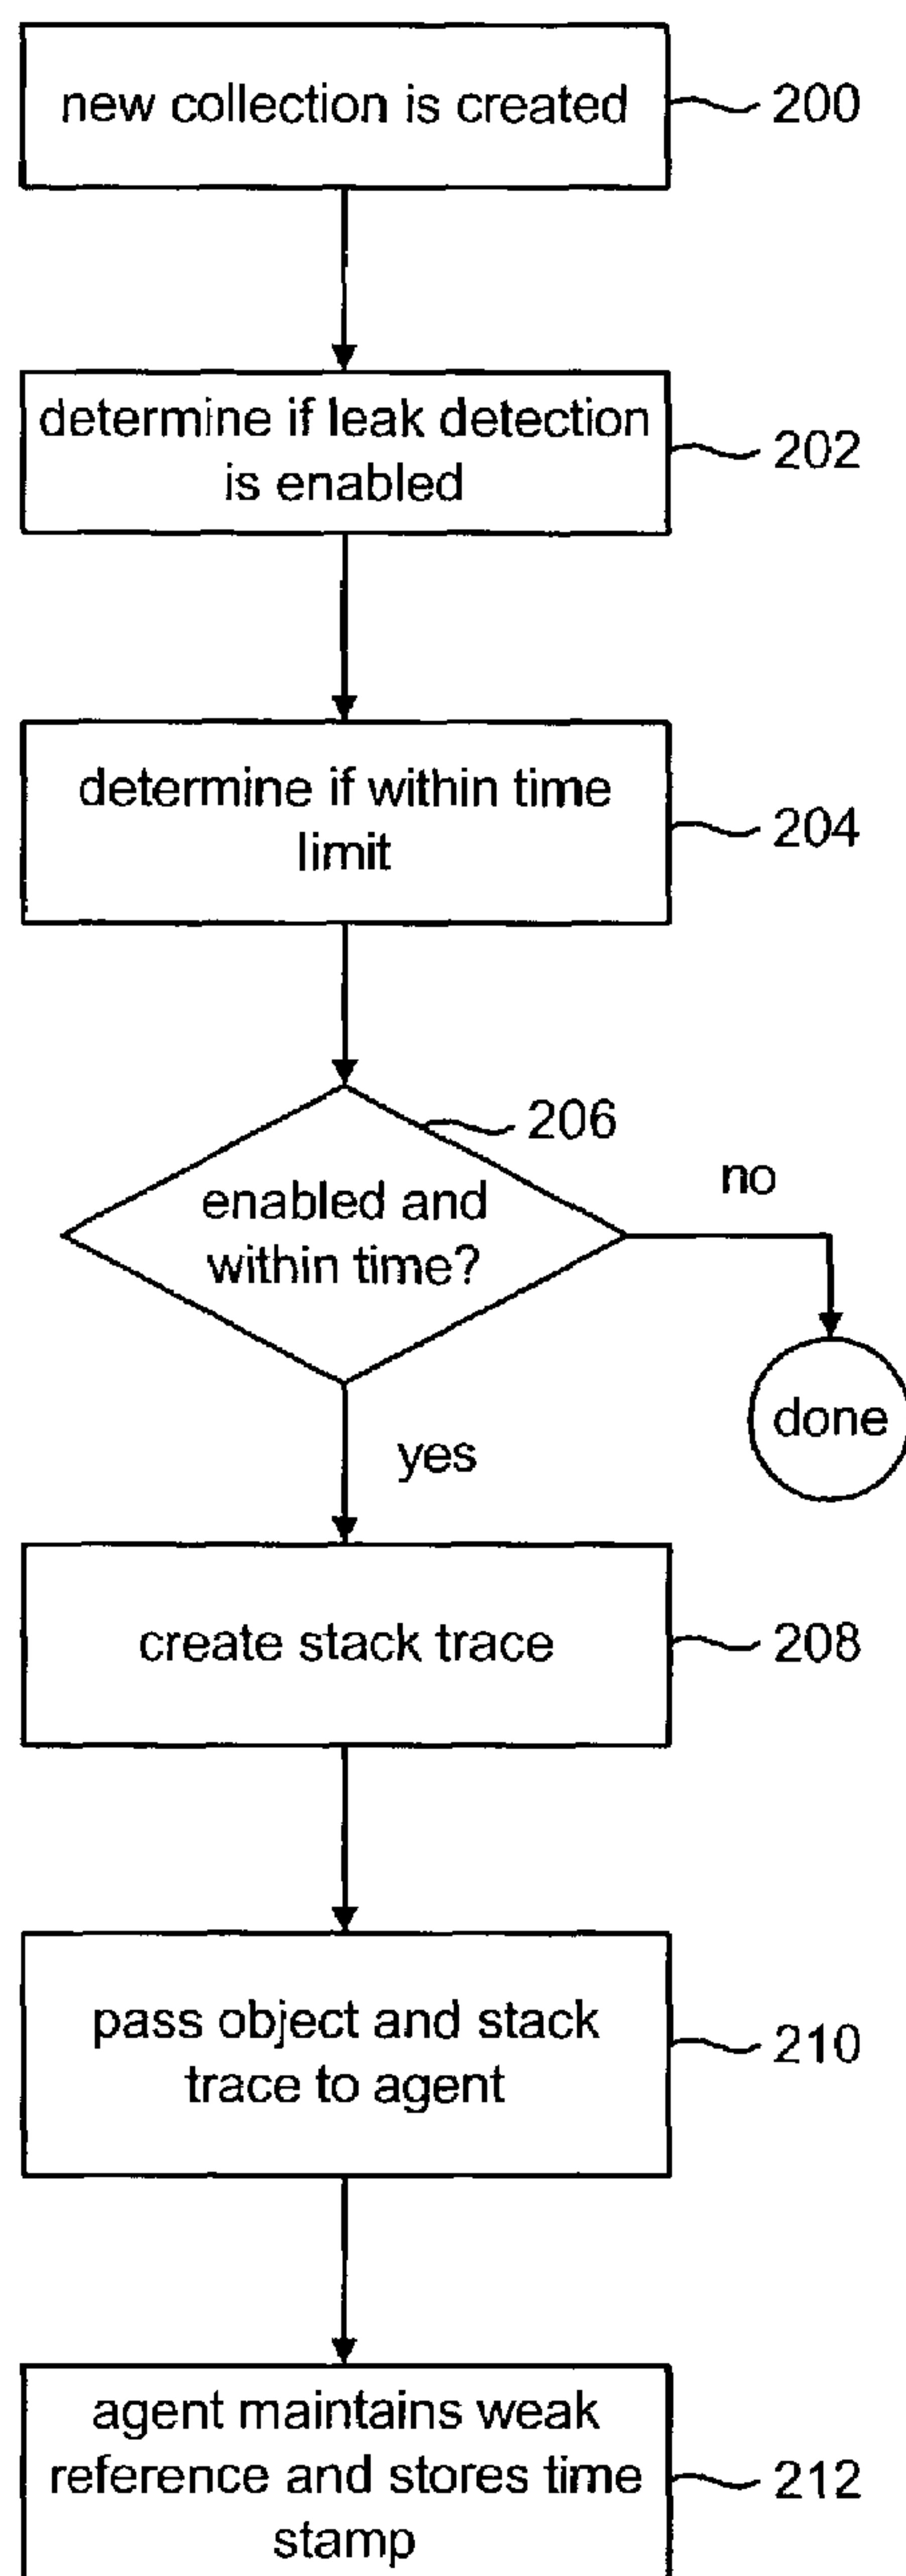 new collection is created
200
determine if leak detection
is enabled
202
determine if within time
limit
204
206
enabled and
within time?
no
done
yes
create stack trace
208
pass object and stack
trace to agent
210
agent maintains weak
reference and stores time
stamp
212